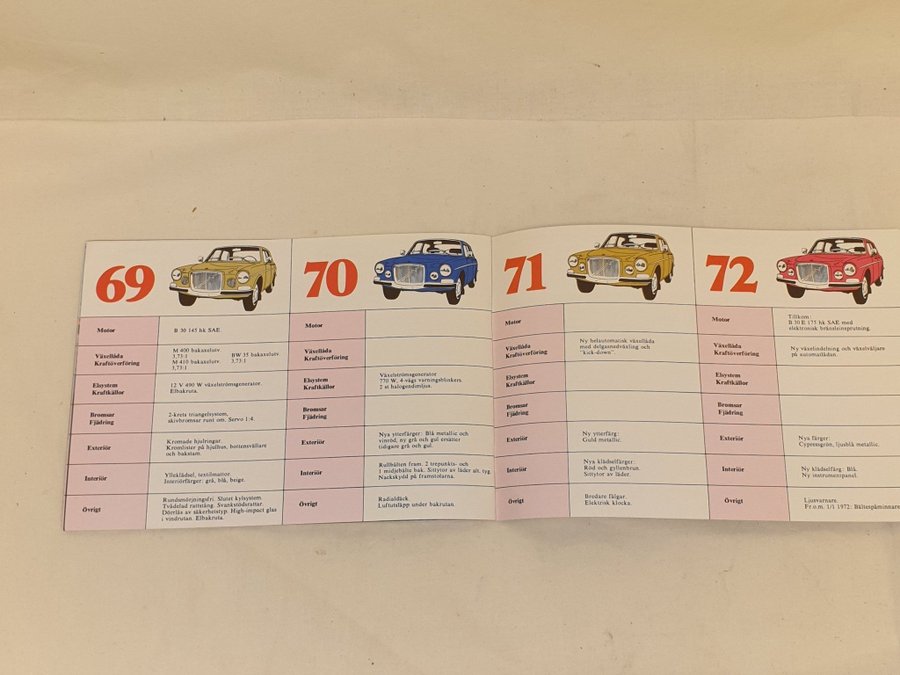 69
Motor
B 30 145 hk SAE.
Växellåda
Kraftöverföring
M 400 bakaxelutv.
3,73:1
M 410 bakaxelutv.
3,73:1
BW 35 bakaxelutv.
3,73:1
Elsystem
Kraftkällor
12 V 490 W växelströmsgenerator.
Elbakruta.
Bromsar
Fjädring
2-krets triangelsystem,
skivbromsar runt om. Servo 1:4.
Exteriör
Kromade hjulringar.
Kromlister på hjulhus, bottensvällare
och bakstam.
Interiör
Ylleklädsel, textilmattor.
Interiörfärger: grå, blå, beige.
Övrigt
Rundsmörjningsfri. Slutet kylsystem.
Tvådelad rattstång. Svankstödsrattar.
Dörrlås av säkerhetstyp. High-impact glas
i vindrutan. Elbakruta.
70
Motor
Växellåda
Kraftöverföring
Elsystem
Kraftkällor
Växelströmsgenerator
770 W, 4-vägs varningsblinkers.
2 st halogendimljus.
Bromsar
Fjädring
Exteriör
Nya ytterfärger: Blå metallic och
vinröd, ny grå och gul ersätter
tidigare grå och gul.
Interiör
Rullbälten fram, 2 trepunkts- och
1 midjebälte bak. Sittytor av läder alt. tyg.
Nackskydd på framstolarna.
Övrigt
Radialdäck.
Luftutsläpp under bakrutan.
71
Motor
Växellåda
Kraftöverföring
Ny helautomatisk växellåda
med delgasnedväxling och
"kick-down".
Elsystem
Kraftkällor
Bromsar
Fjädring
Exteriör
Ny ytterfärg:
Guld metallic.
Interiör
Nya klädselfärger:
Röd och gyllenbrun.
Sittytor av läder.
Övrigt
Bredare fälgar.
Elektrisk klocka.
72
Motor
Tillkom:
B 30 E 175 hk SAE med
elektronisk bränslinsprutning.
Växellåda
Kraftöverföring
Ny växelindelning och växelväljare
på automatlådan.
Elsystem
Kraftkällor
Bromsar
Fjädring
Exteriör
Nya färger:
Cypressgrön, ljusblå metallic.
Interiör
Ny klädselfärg: Blå.
Ny instrumentpanel.
Övrigt
Ljusvarnare.
Fr.o.m. 1/1 1972: Bältespåminnare